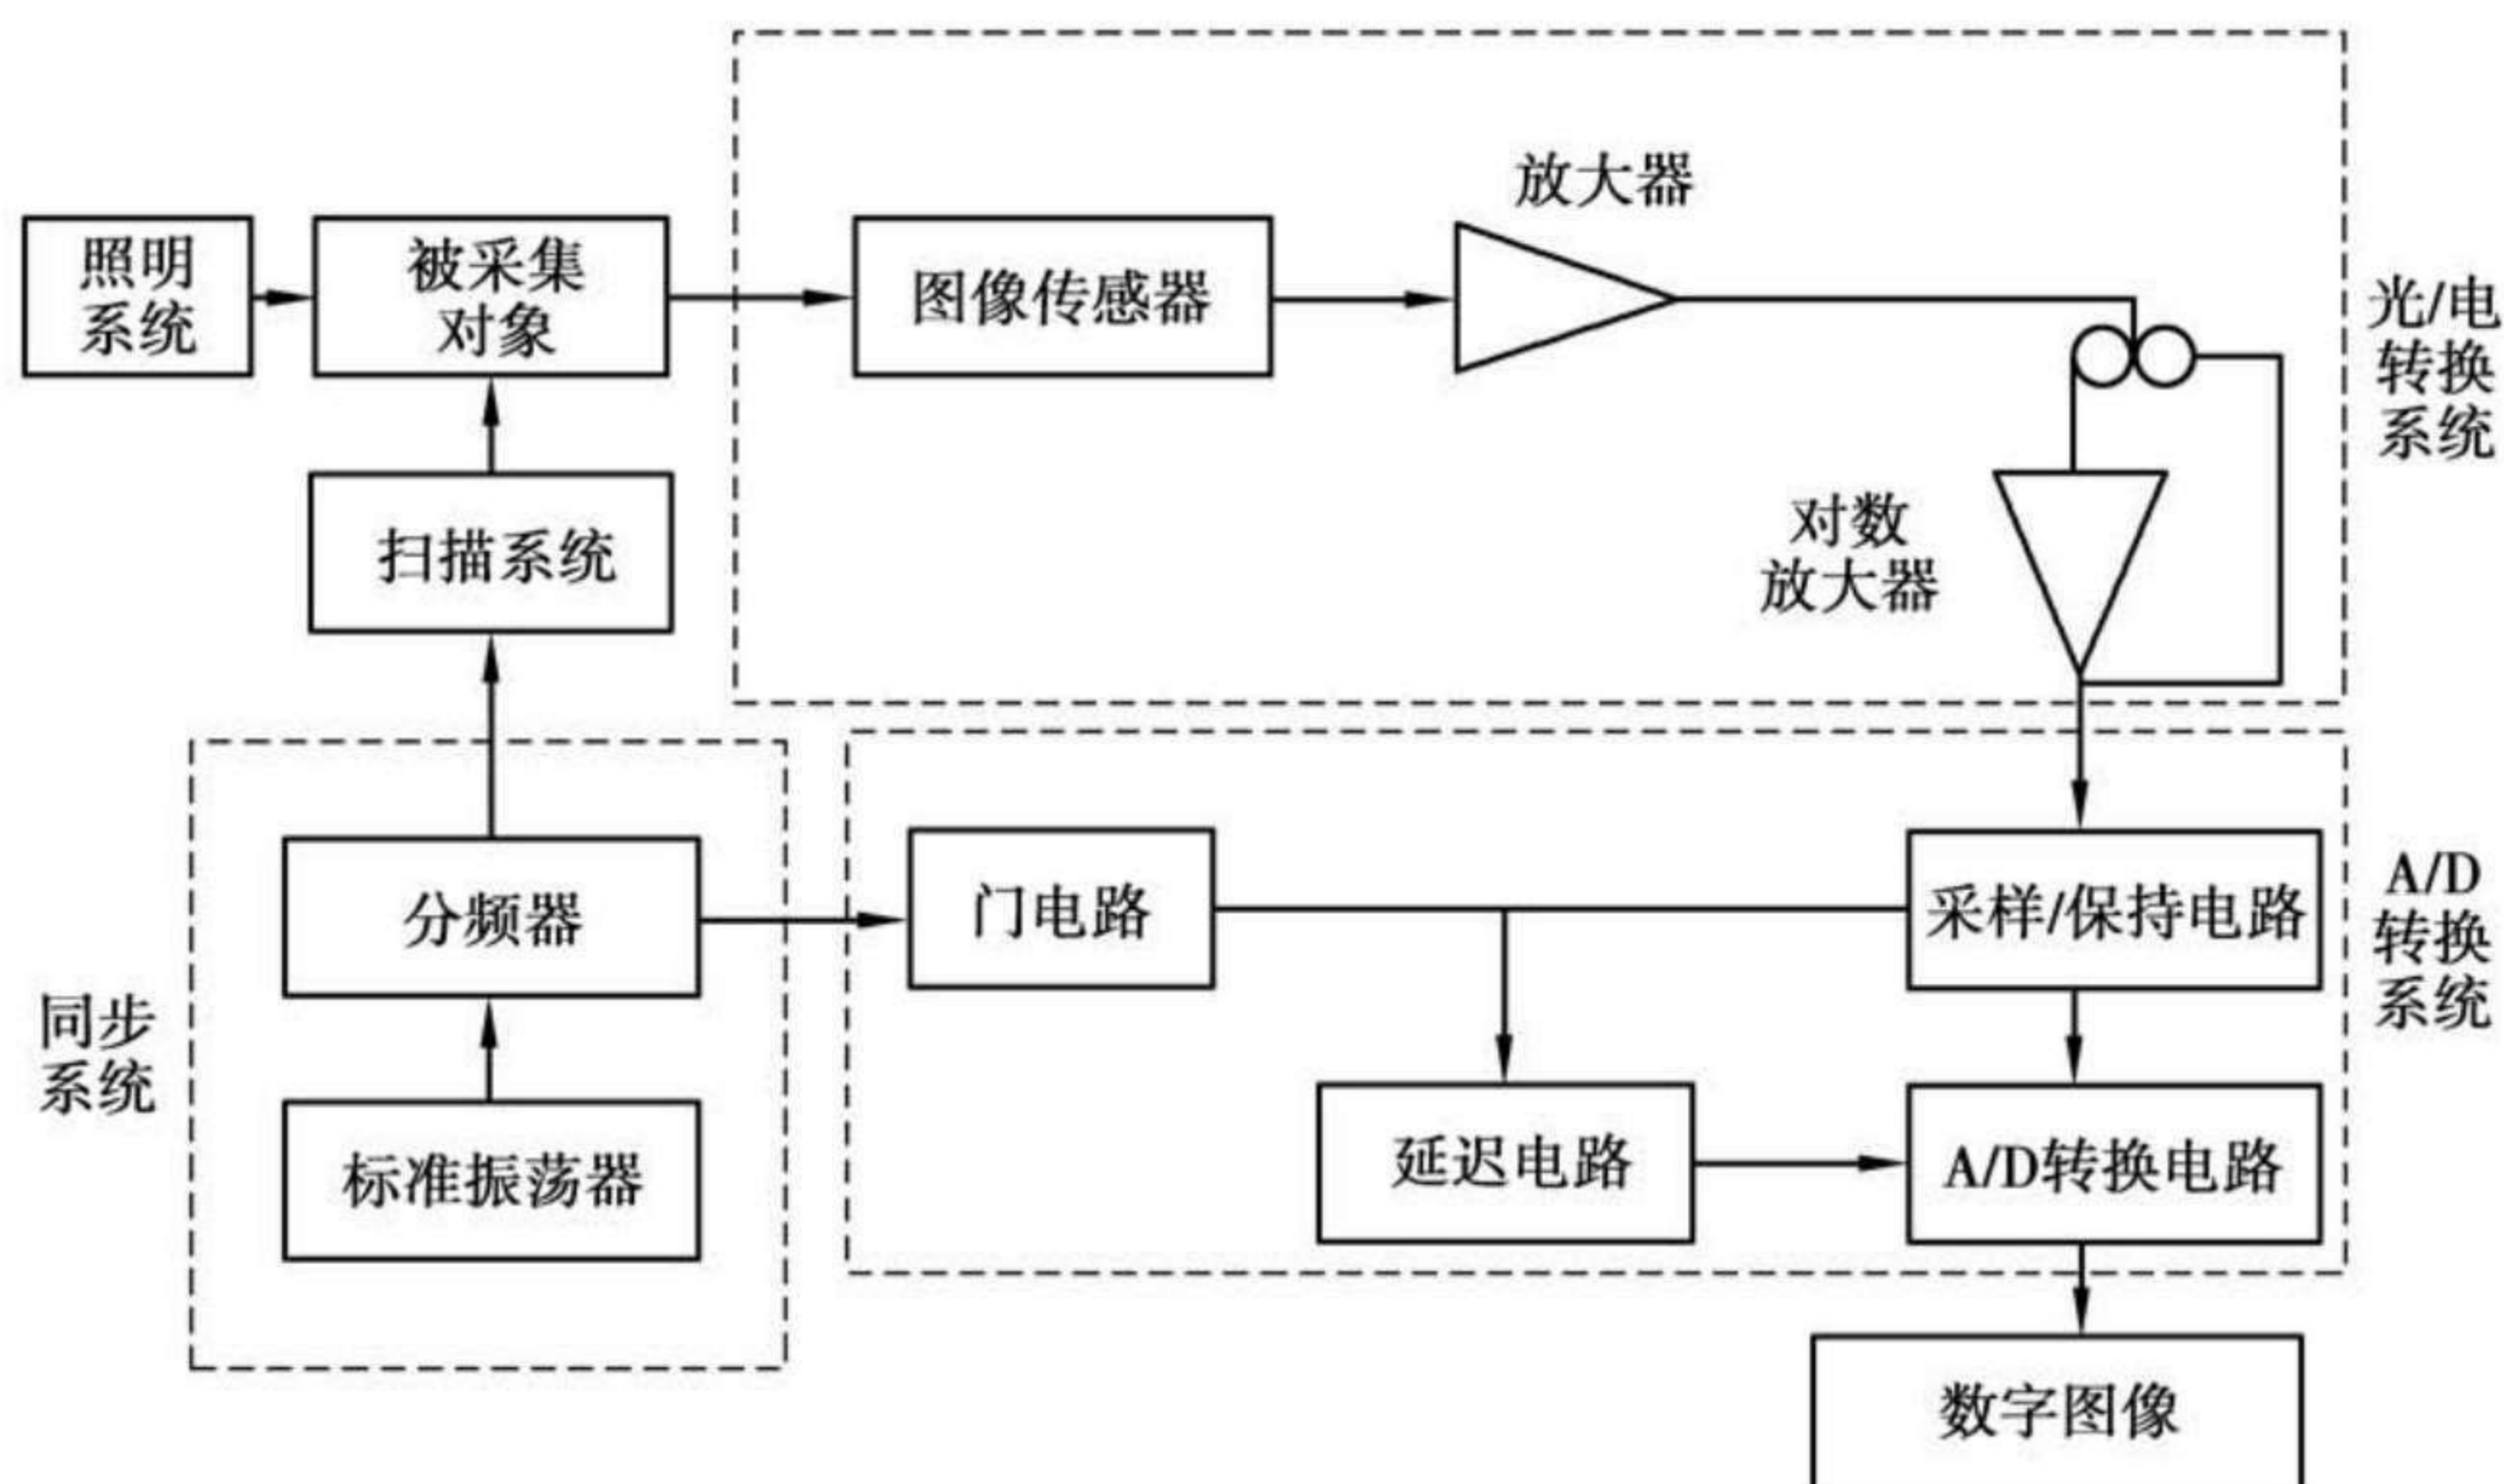 放大器
照明
系统
被采集
对象
图像传感器
光/电
转换
系统
扫描系统
对数
放大器
分频器
门电路
采样/保持电路
A/D
转换
系统
同步
系统
标准振荡器
延迟电路
A/D转换电路
数字图像